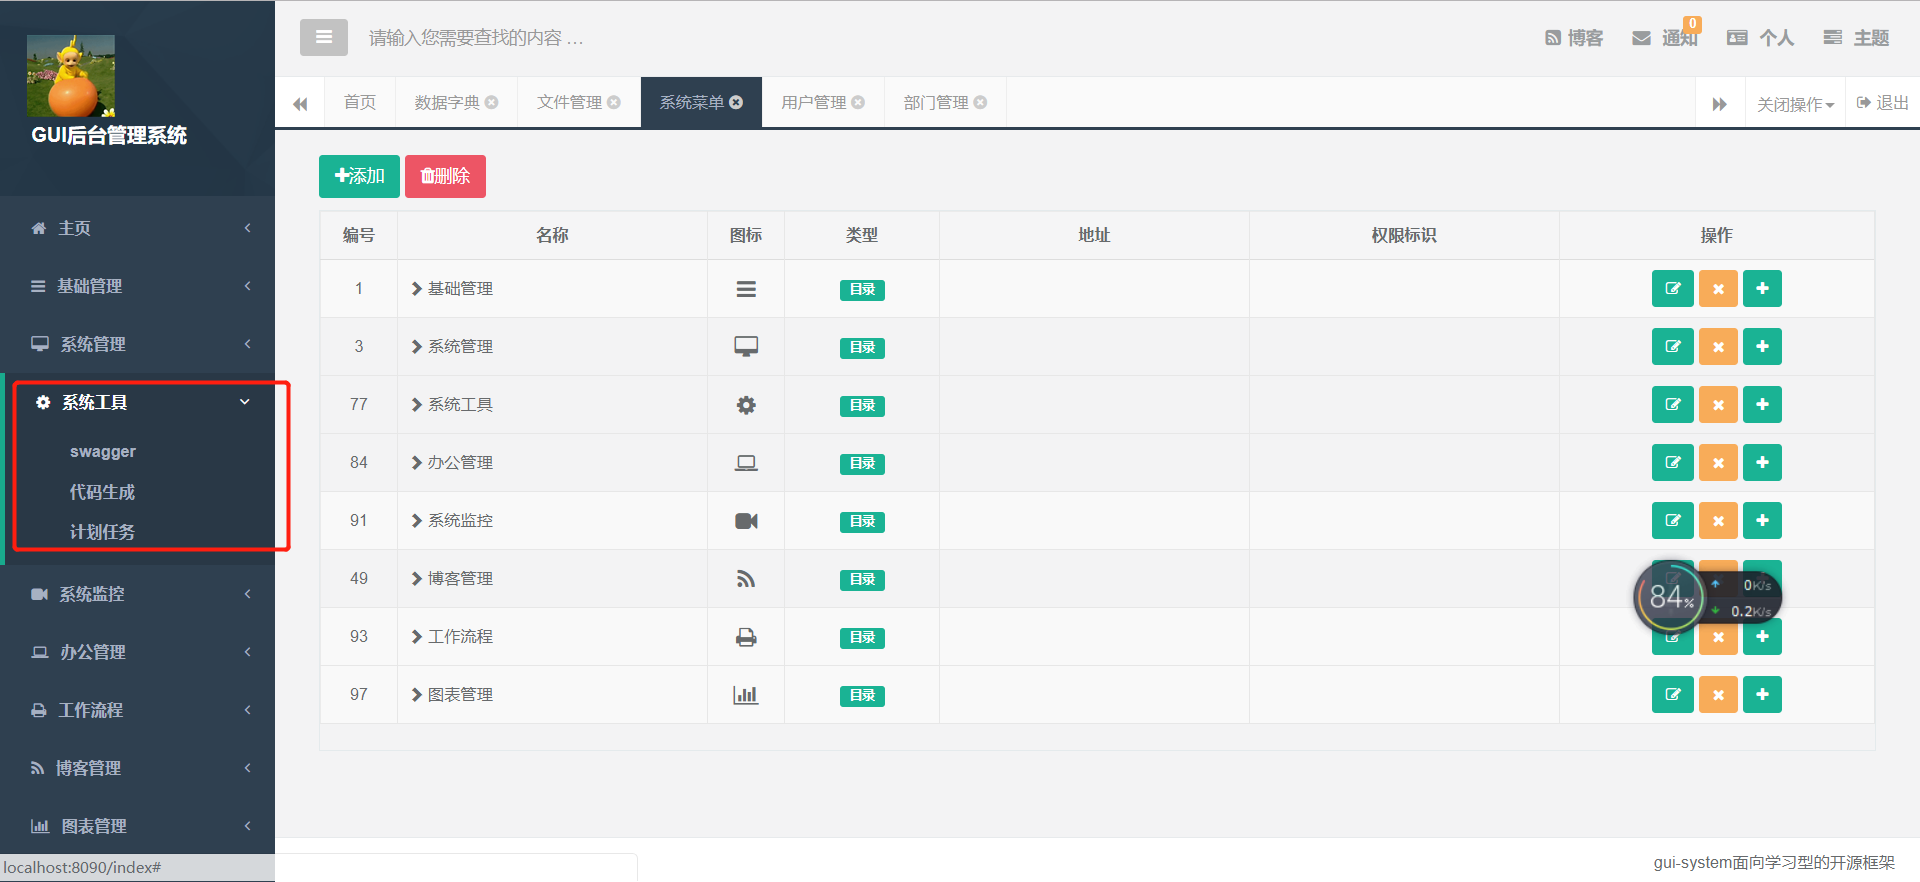 GUI后台管理系统
主页
基础管理
系统管理
系统工具
swagger
代码生成
计划任务
系统监控
办公管理
工作流程
博客管理
图表管理
localhost:8090/index#
请输入您需要查找的内容 …
博客 通知 0 个人 主题
首页 数据字典 文件管理 系统菜单 用户管理 部门管理 关闭操作 退出
添加 删除
编号 名称 图标 类型 地址 权限标识 操作
1 基础管理 目录
3 系统管理 目录
77 系统工具 目录
84 办公管理 目录
91 系统监控 目录
49 博客管理 目录
93 工作流程 目录
97 图表管理 目录
84%
0K/s
0.2K/s
gui-system面向学习型的开源框架